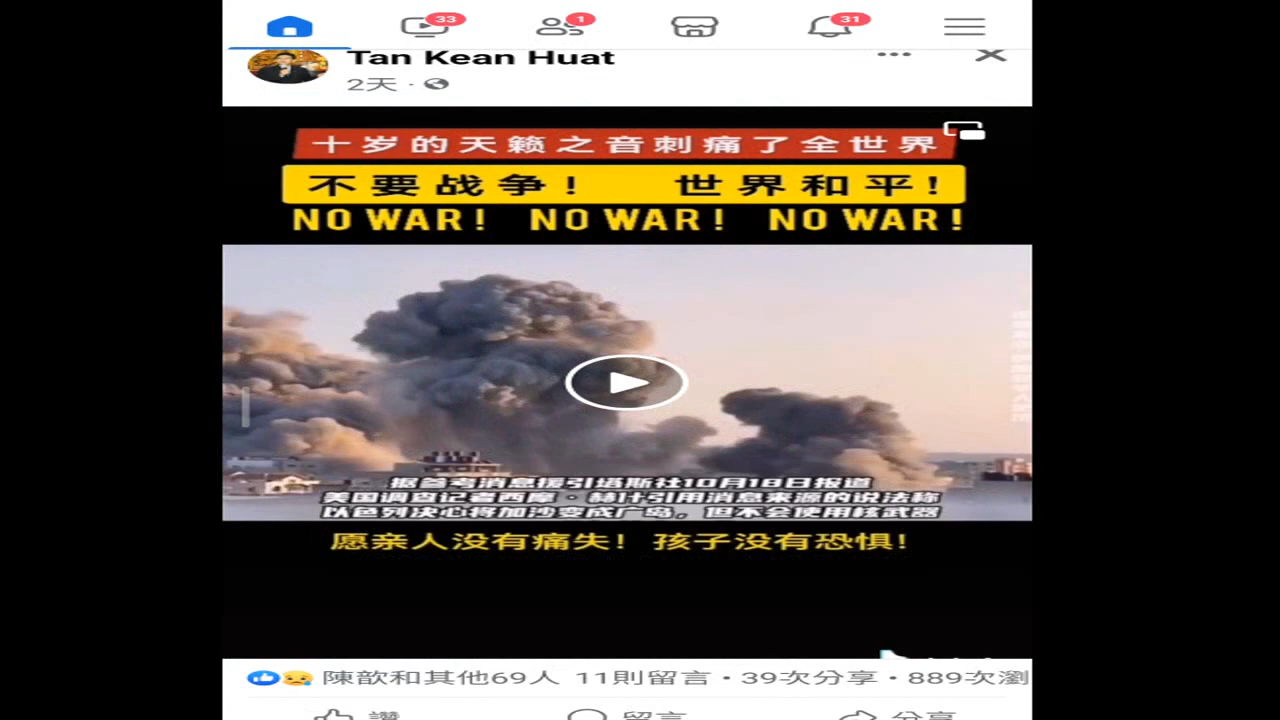 33
1
31
Tan Kean Huat
2天
十岁的天籁之音刺痛了全世界
不要战争! 世界和平!
NO WAR! NO WAR! NO WAR!
据参考消息援引塔斯社10月18日报道
美国调查记者西摩·赫什引用消息来源的说法称
以色列决心将加沙变成广岛,但不会使用核武器
愿亲人没有痛失! 孩子没有恐惧!
陳歆和其他69人 11則留言·39次分享·889次瀏
讚 留言 分享